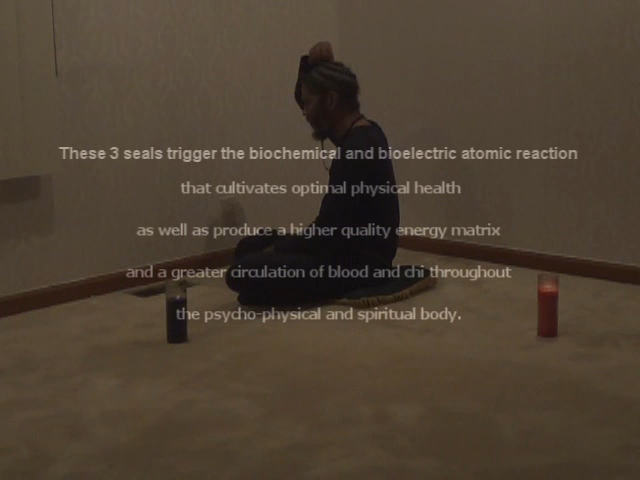 These 3 seals trigger the biochemical and bioelectric atomic reaction
that cultivates optimal physical health
as well as produce a higher quality energy matrix
and a greater circulation of blood and chi throughout
the psycho-physical and spiritual body.